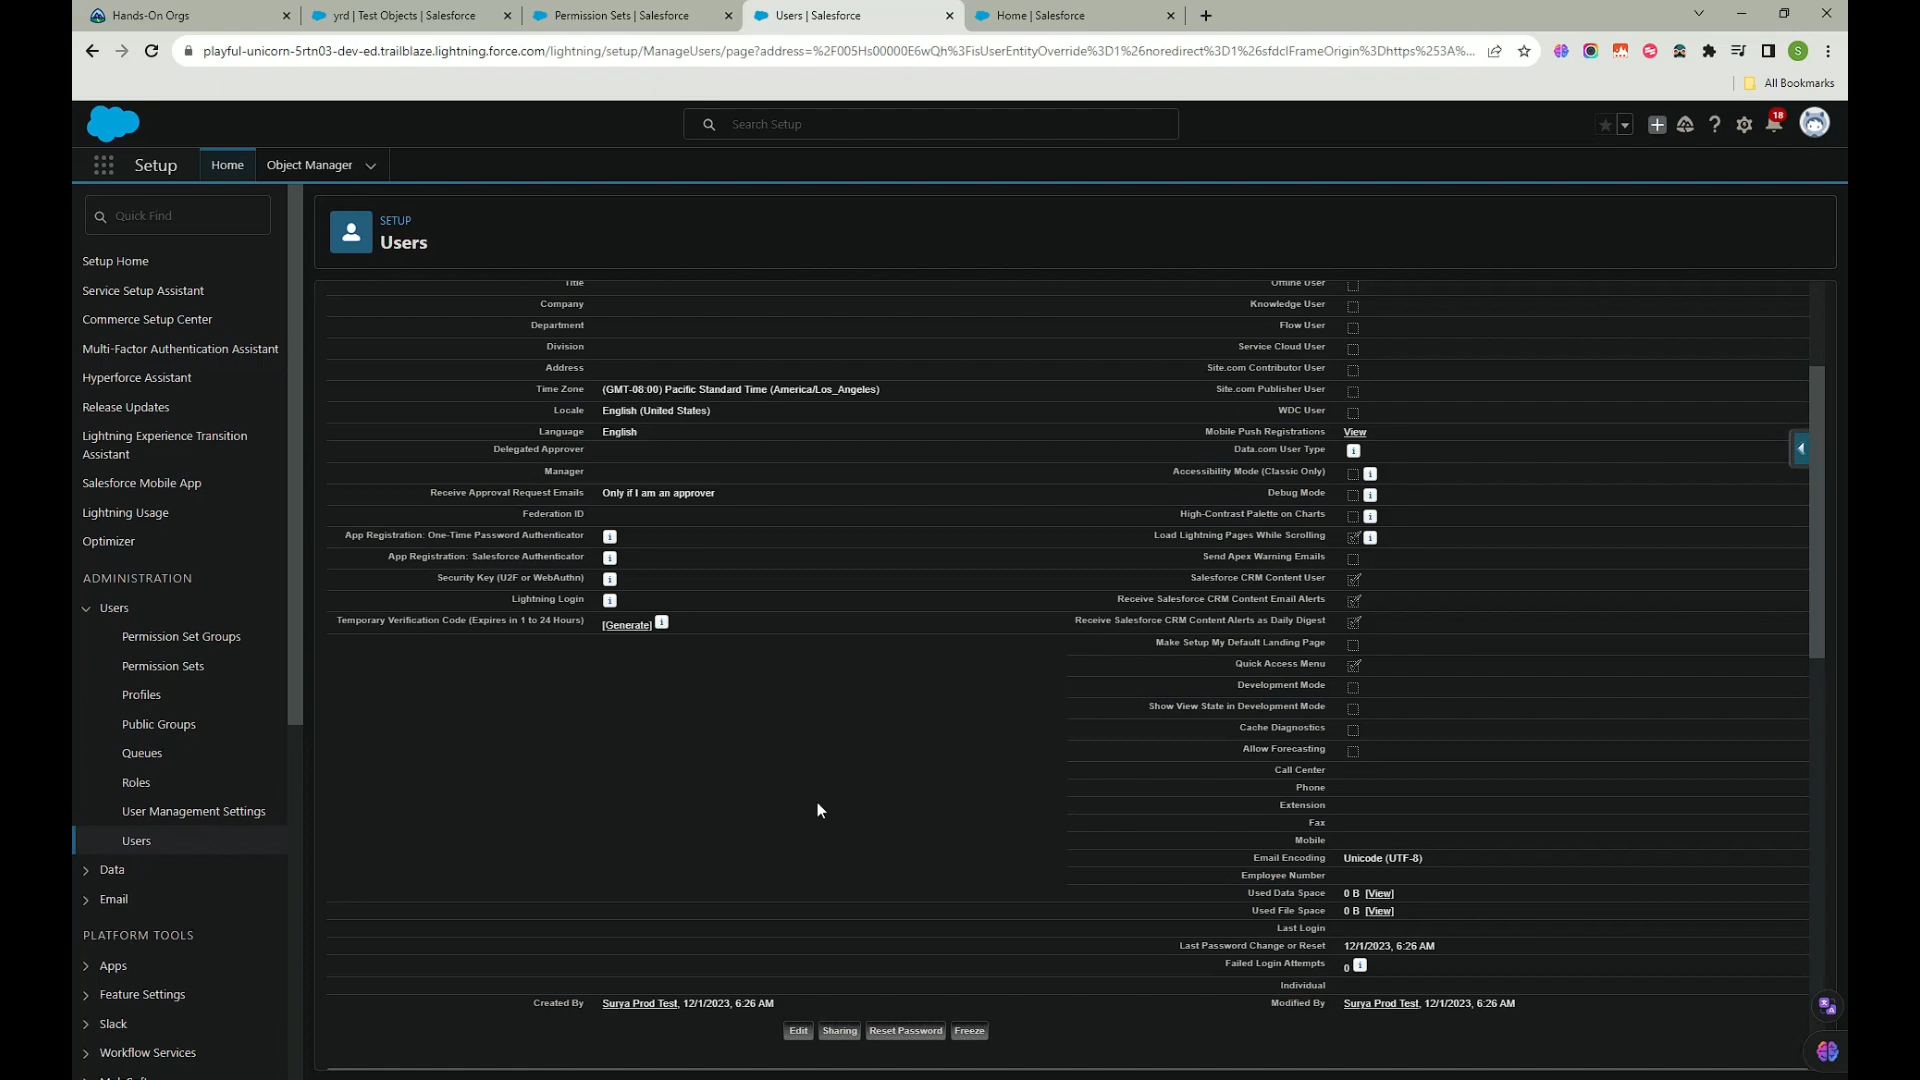 Hands-On Orgs
yrd | Test Objects | Salesforce
Permission Sets | Salesforce
Users | Salesforce
Home | Salesforce
playful-unicorn-5rtn03-dev-ed.trailblaze.lightning.force.com/lightning/setup/ManageUsers/page?address=%2F005Hs00000E6wQh%3FisUserEntityOverride%3D1%26noredirect%3D1%26sfdcIFrameOrigin%3Dhttps%253A%...
S
All Bookmarks
Search Setup
18
Setup
Home
Object Manager
Quick Find
Setup Home
Service Setup Assistant
Commerce Setup Center
Multi-Factor Authentication Assistant
Hyperforce Assistant
Release Updates
Lightning Experience Transition
Assistant
Salesforce Mobile App
Lightning Usage
Optimizer
ADMINISTRATION
Users
Permission Set Groups
Permission Sets
Profiles
Public Groups
Queues
Roles
User Management Settings
Users
Data
Email
PLATFORM TOOLS
Apps
Feature Settings
Slack
Workflow Services
SETUP
Users
Title
Company
Department
Division
Address
Time Zone (GMT-08:00) Pacific Standard Time (America/Los_Angeles)
Locale English (United States)
Language English
Delegated Approver
Manager
Receive Approval Request Emails Only if I am an approver
Federation ID
App Registration: One-Time Password Authenticator
App Registration: Salesforce Authenticator
Security Key (U2F or WebAuthn)
Lightning Login
Temporary Verification Code (Expires in 1 to 24 Hours) [Generate]
Offline User
Knowledge User
Flow User
Service Cloud User
Site.com Contributor User
Site.com Publisher User
WDC User
Mobile Push Registrations View
Data.com User Type
Accessibility Mode (Classic Only)
Debug Mode
High-Contrast Palette on Charts
Load Lightning Pages While Scrolling
Send Apex Warning Emails
Salesforce CRM Content User
Receive Salesforce CRM Content Email Alerts
Receive Salesforce CRM Content Alerts as Daily Digest
Make Setup My Default Landing Page
Quick Access Menu
Development Mode
Show View State in Development Mode
Cache Diagnostics
Allow Forecasting
Call Center
Phone
Extension
Fax
Mobile
Email Encoding Unicode (UTF-8)
Employee Number
Used Data Space 0 B [View]
Used File Space 0 B [View]
Last Login
Last Password Change or Reset 12/1/2023, 6:26 AM
Failed Login Attempts 0
Individual
Created By Surya Prod Test, 12/1/2023, 6:26 AM
Modified By Surya Prod Test, 12/1/2023, 6:26 AM
Edit Sharing Reset Password Freeze